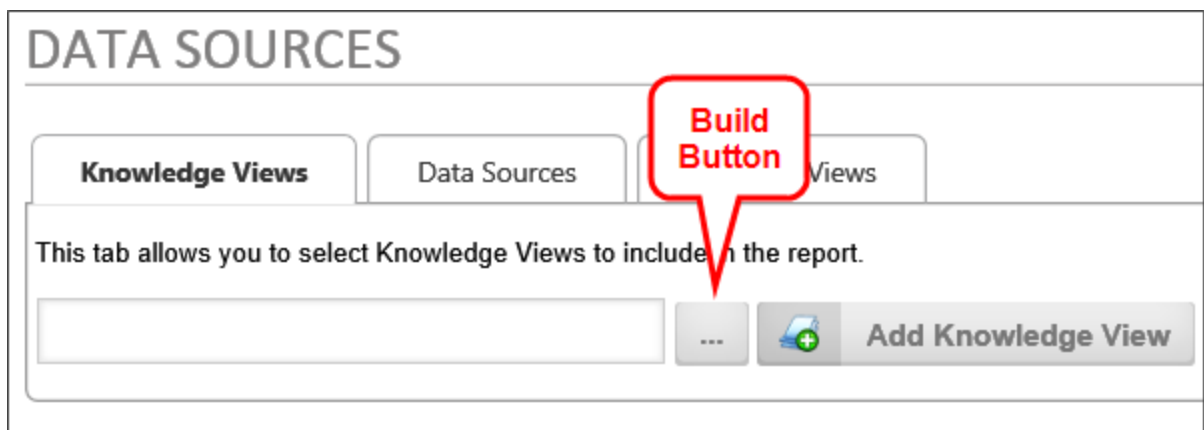 DATA SOURCES
Build
Button
Knowledge Views
Data Sources
Views
This tab allows you to select Knowledge Views to include the report.
...
Add Knowledge View